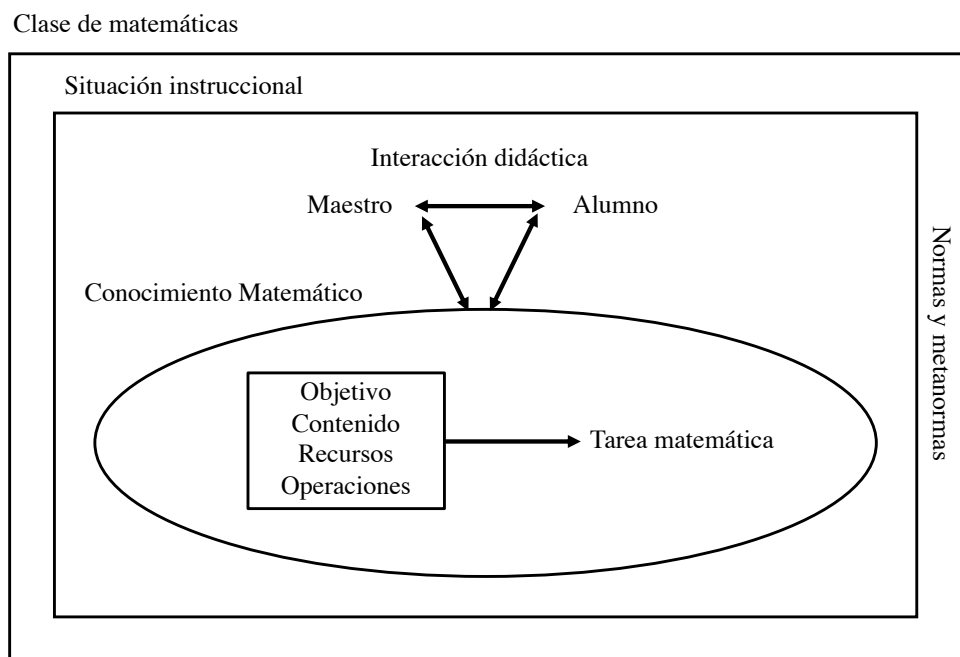 Clase de matemáticas
Situación instruccional
Interacción didáctica
Maestro
Alumno
Conocimiento Matemático
Objetivo
Contenido
Recursos
Operaciones
Tarea matemática
Normas y metanormas